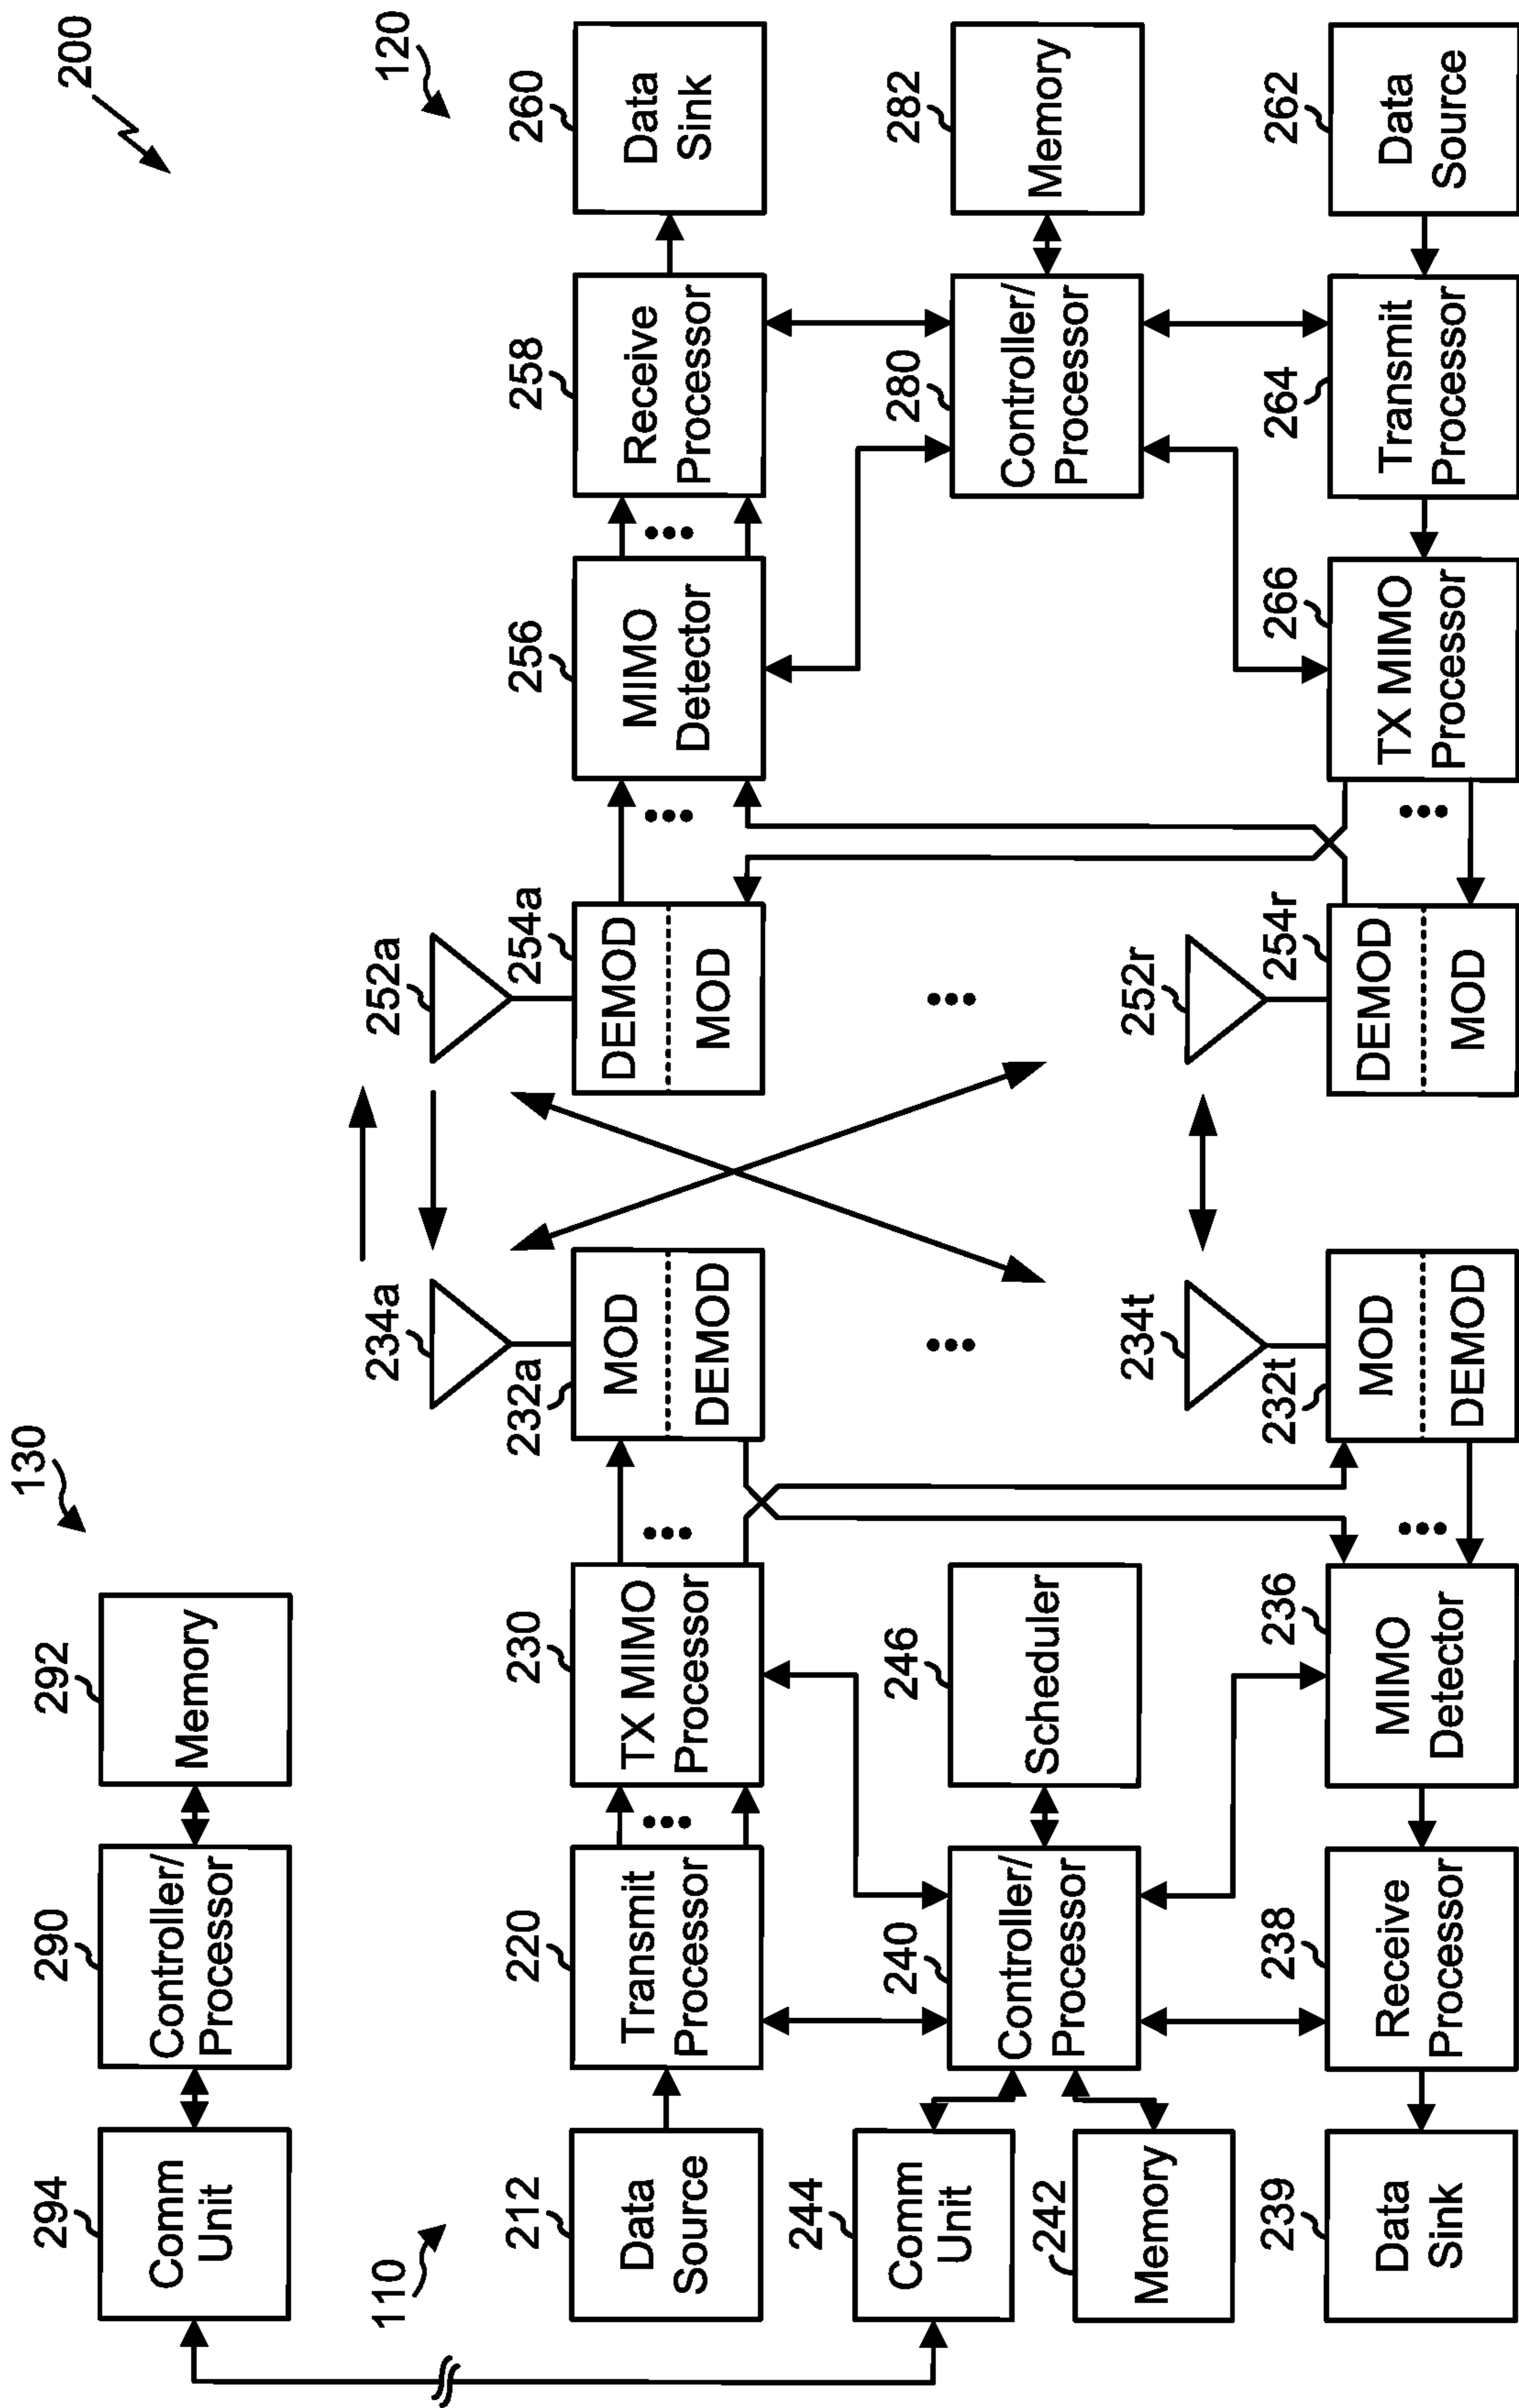 200
130
120
294
Comm
Unit
290
Controller/
Processor
292
Memory
110
212
Data
Source
220
Transmit
Processor
230
TX MIMO
Processor
232a
MOD
DEMOD
234a
252a
254a
DEMOD
MOD
256
MIMO
Detector
258
Receive
Processor
260
Data
Sink
244
Comm
Unit
242
Memory
240
Controller/
Processor
246
Scheduler
280
Controller/
Processor
282
Memory
239
Data
Sink
238
Receive
Processor
236
MIMO
Detector
232t
MOD
DEMOD
234t
252r
254r
DEMOD
MOD
266
TX MIMO
Processor
264
Transmit
Processor
262
Data
Source